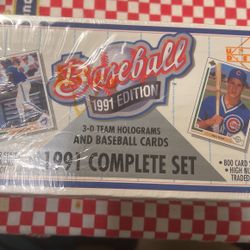 Baseball
1991 EDITION
3-D TEAM HOLOGRAMS
AND BASEBALL CARDS
1991 COMPLETE SET
• 800 CARD
• HIGH NU
TRADED